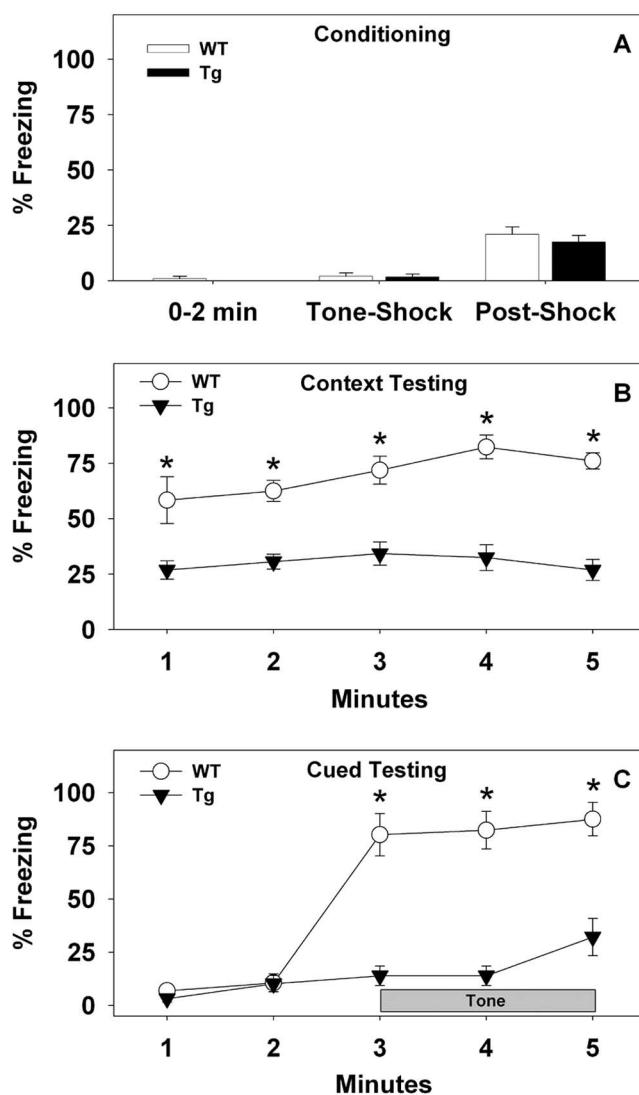 Conditioning
A
WT
Tg
% Freezing
100
75
50
25
0
0-2 min Tone-Shock Post-Shock
Context Testing
B
WT
Tg
* * * * *
% Freezing
100
75
50
25
0
1 2 3 4 5
Minutes
Cued Testing
C
WT
Tg
* * *
% Freezing
100
75
50
25
0
Tone
1 2 3 4 5
Minutes